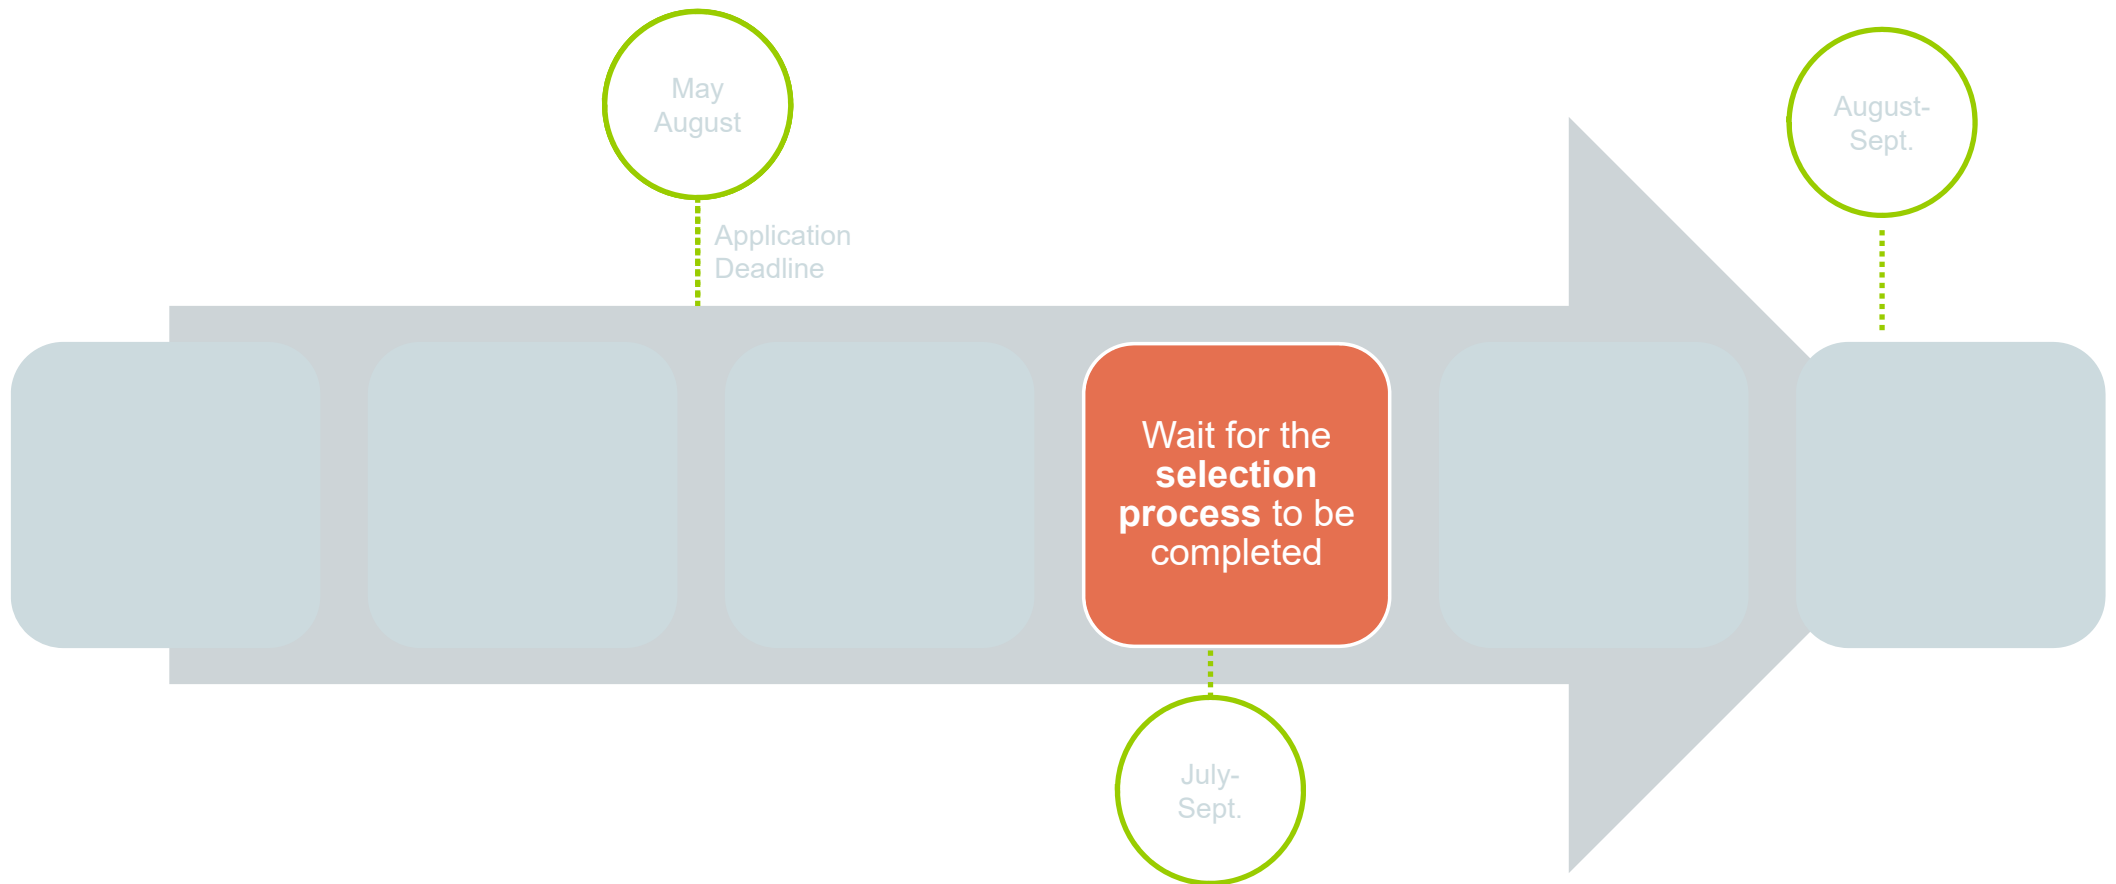 May
August
August-
Sept.
Application
Deadline
Wait for the
selection
process to be
completed
July-
Sept.